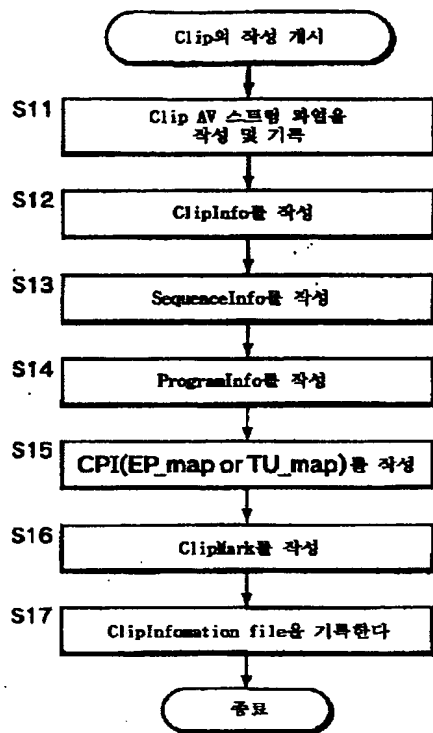 Clip의 작성 개시
S11
Clip AV 스트림 파일을
작성 및 기록
S12
ClipInfo를 작성
S13
SequenceInfo를 작성
S14
ProgramInfo를 작성
S15
CPI(EP_map or TU_map)를 작성
S16
ClipMark를 작성
S17
ClipInfomation file을 기록한다
종료